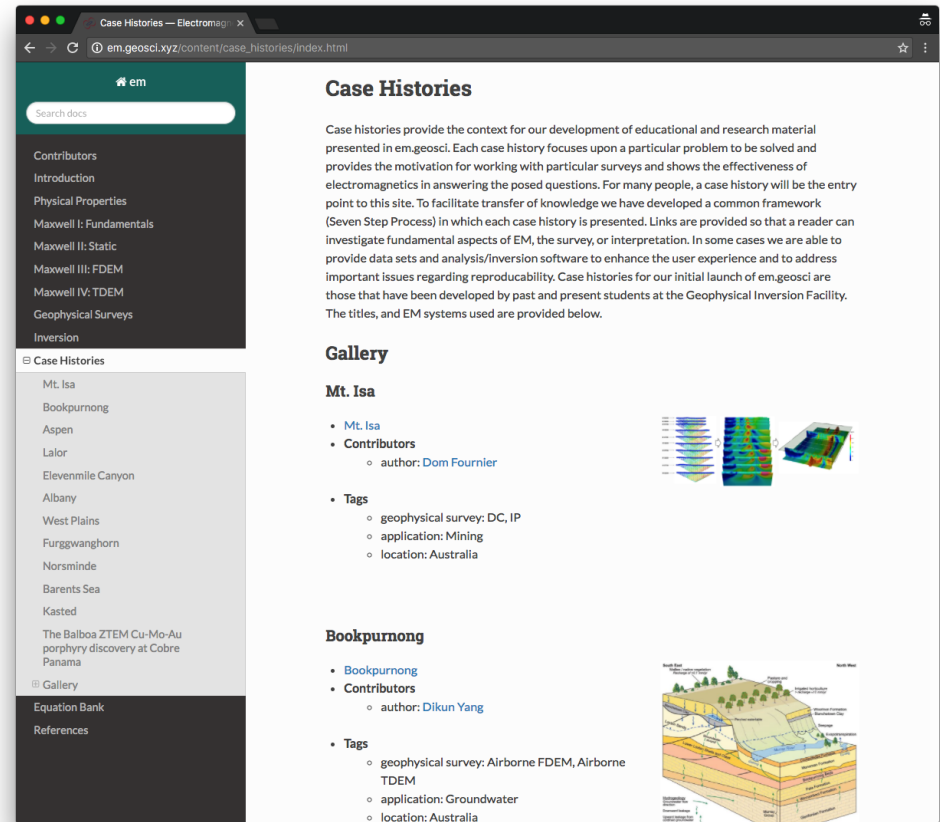 Case Histories — Electromagn
em.geosci.xyz/content/case_histories/index.html
em
Search docs
Contributors
Introduction
Physical Properties
Maxwell I: Fundamentals
Maxwell II: Static
Maxwell III: FDEM
Maxwell IV: TDEM
Geophysical Surveys
Inversion
Case Histories
Mt. Isa
Bookpurnong
Aspen
Lalor
Elevenmile Canyon
Albany
West Plains
Furggwanghorn
Norsminde
Barents Sea
Kasted
The Balboa ZTEM Cu-Mo-Au
porphyry discovery at Cobre
Panama
Gallery
Equation Bank
References
Case Histories
Case histories provide the context for our development of educational and research material
presented in em.geosci. Each case history focuses upon a particular problem to be solved and
provides the motivation for working with particular surveys and shows the effectiveness of
electromagnetics in answering the posed questions. For many people, a case history will be the entry
point to this site. To facilitate transfer of knowledge we have developed a common framework
(Seven Step Process) in which each case history is presented. Links are provided so that a reader can
investigate fundamental aspects of EM, the survey, or interpretation. In some cases we are able to
provide data sets and analysis/inversion software to enhance the user experience and to address
important issues regarding reproducability. Case histories for our initial launch of em.geosci are
those that have been developed by past and present students at the Geophysical Inversion Facility.
The titles, and EM systems used are provided below.
Gallery
Mt. Isa
Mt. Isa
Contributors
author: Dom Fournier
Tags
geophysical survey: DC, IP
application: Mining
location: Australia
Bookpurnong
Bookpurnong
Contributors
author: Dikun Yang
Tags
geophysical survey: Airborne FDEM, Airborne
TDEM
application: Groundwater
location: Australia
South East
North West